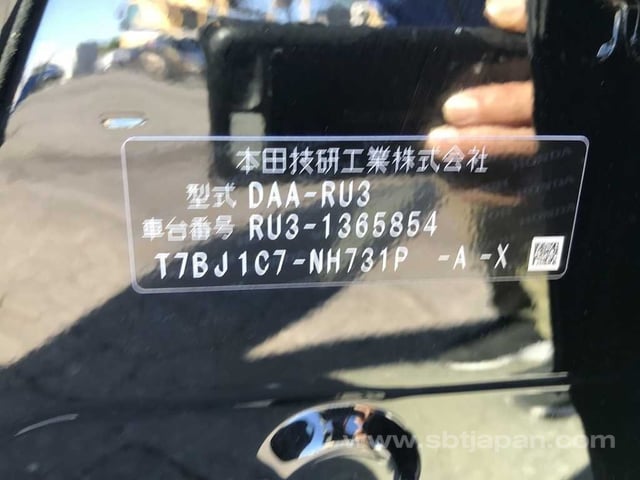 本田技研工業株式会社
型式 DAA-RU3
車台番号 RU3-1365854
T7BJ1C7-NH731P -A -X
www.sbtjapan.com